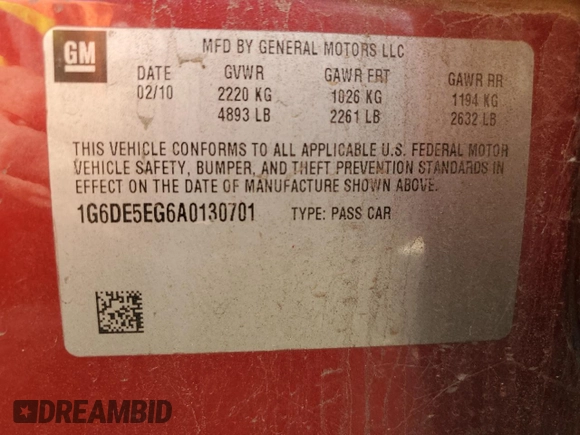 GM
MFD BY GENERAL MOTORS LLC
DATE GVWR GAWR FRT GAWR RR
02/10 2220 KG 1026 KG 1194 KG
4893 LB 2261 LB 2632 LB
THIS VEHICLE CONFORMS TO ALL APPLICABLE U.S. FEDERAL MOTOR
VEHICLE SAFETY, BUMPER, AND THEFT PREVENTION STANDARDS IN
EFFECT ON THE DATE OF MANUFACTURE SHOWN ABOVE.
1G6DE5EG6A0130701 TYPE: PASS CAR
DREAMBID